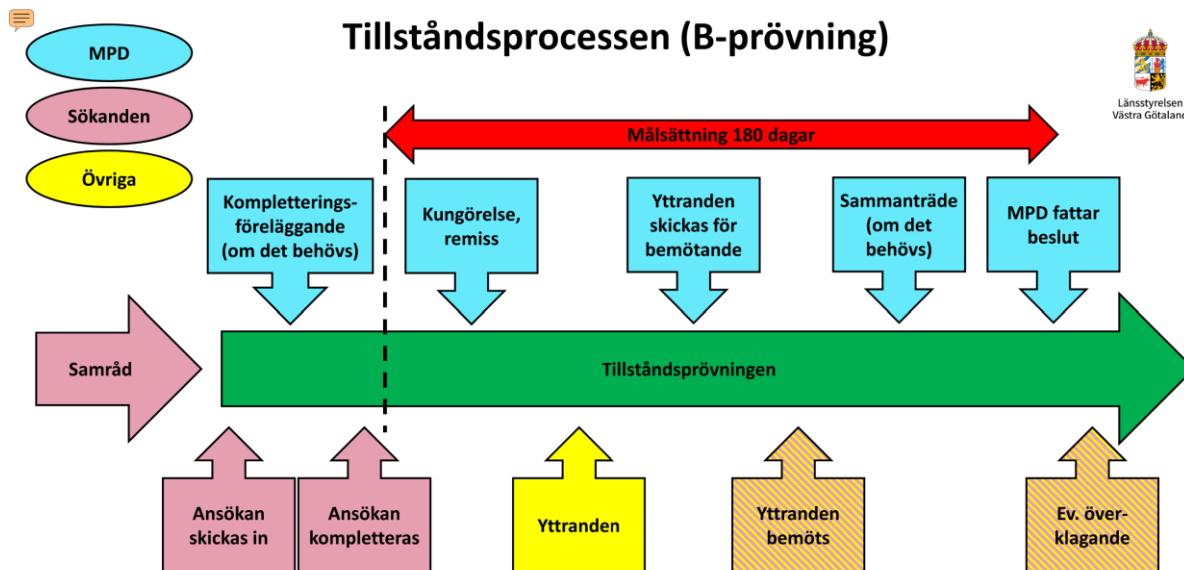 Tillståndsprocessen (B-prövning)
MPD
Sökanden
Övriga
Länsstyrelsen
Västra Götaland
Målsättning 180 dagar
Kompletterings-
föreläggande
(om det behövs)
Kungörelse,
remiss
Yttranden
skickas för
bemötande
Sammanträde
(om det
behövs)
MPD fattar
beslut
Samråd
Tillståndsprövningen
Ansökan
skickas in
Ansökan
kompletteras
Yttranden
Yttranden
bemöts
Ev. över-
klagande